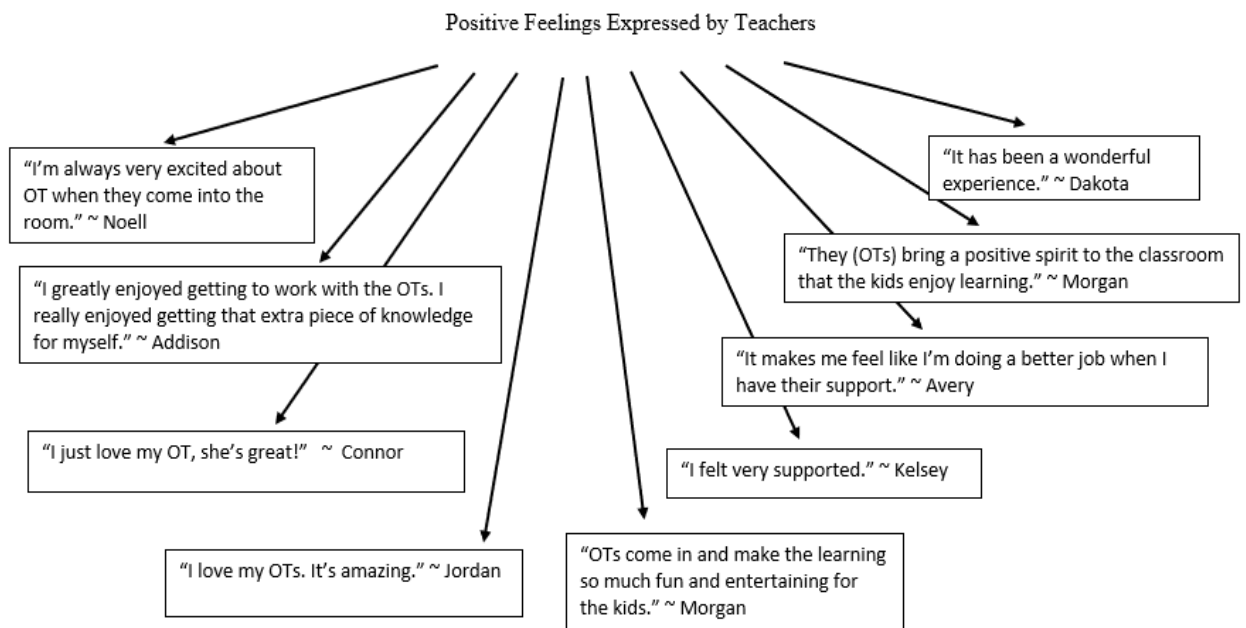 Positive Feelings Expressed by Teachers
“I’m always very excited about
OT when they come into the
room.” ~ Noell
“It has been a wonderful
experience.” ~ Dakota
“They (OTs) bring a positive spirit to the classroom
that the kids enjoy learning.” ~ Morgan
“I greatly enjoyed getting to work with the OTs. I
really enjoyed getting that extra piece of knowledge
for myself.” ~ Addison
“It makes me feel like I’m doing a better job when I
have their support.” ~ Avery
“I just love my OT, she’s great!” ~ Connor
“I felt very supported.” ~ Kelsey
“I love my OTs. It’s amazing.” ~ Jordan
“OTs come in and make the learning
so much fun and entertaining for
the kids.” ~ Morgan